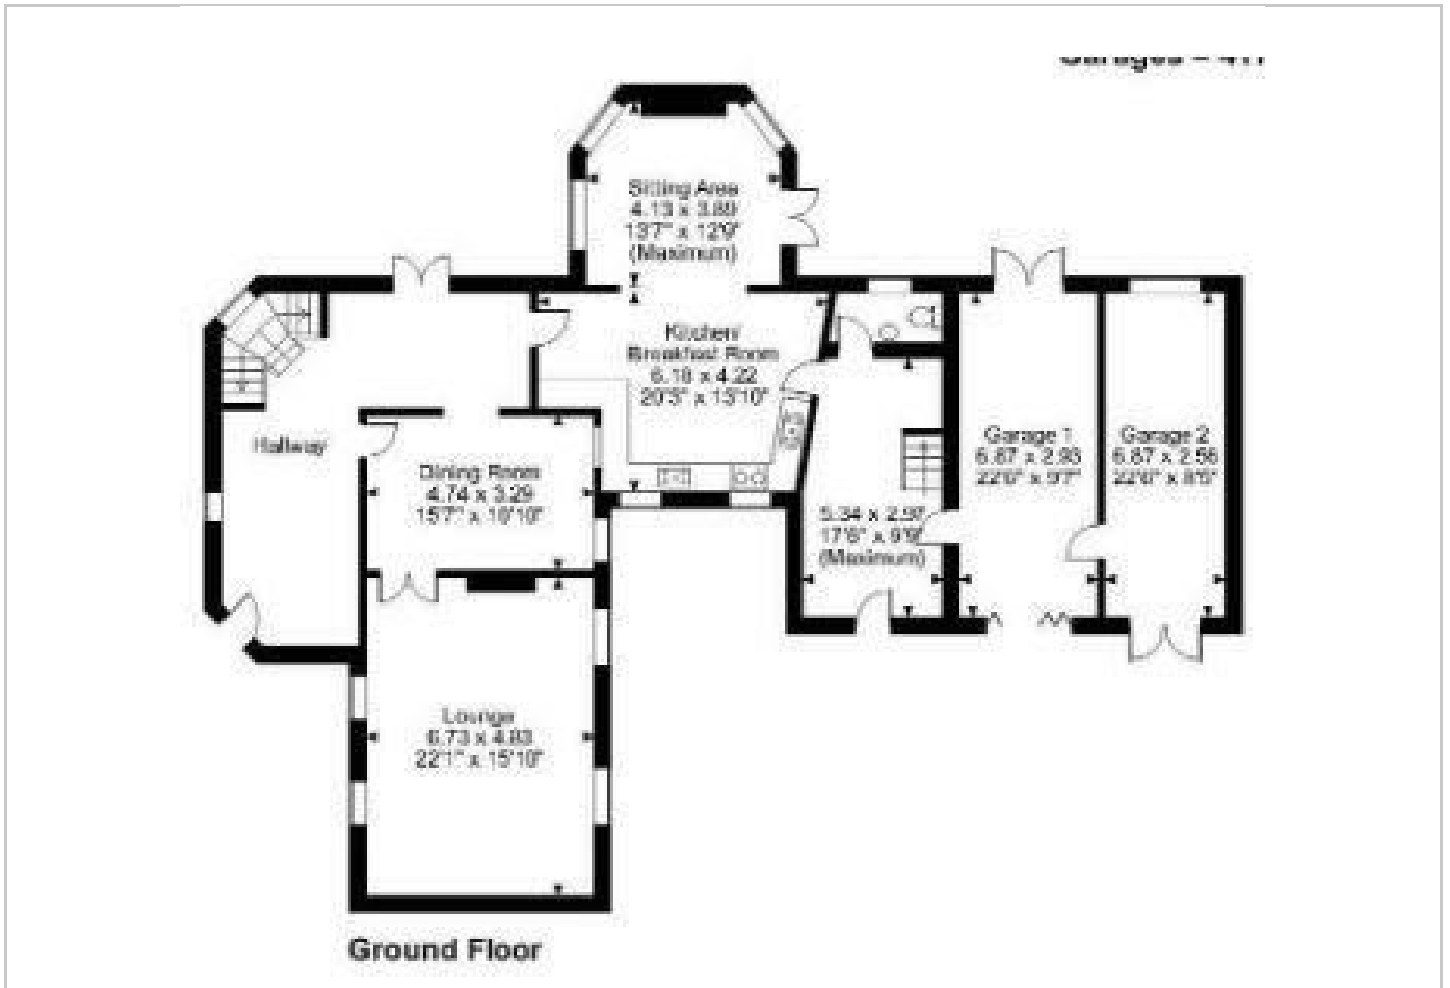 Sitting Area
4.13 x 3.89
13'7" x 12'9"
(Maximum)
Kitchen/
Breakfast Room
6.18 x 4.22
20'3" x 13'10"
Hallway
Dining Room
4.74 x 3.29
15'7" x 10'10"
Garage 1
6.87 x 2.93
22'6" x 9'7"
Garage 2
6.87 x 2.56
22'6" x 8'5"
5.34 x
17'6" x 9'9"
(Maximum)
Lounge
6.73 x 4.83
22'1" x 15'10"
Ground Floor